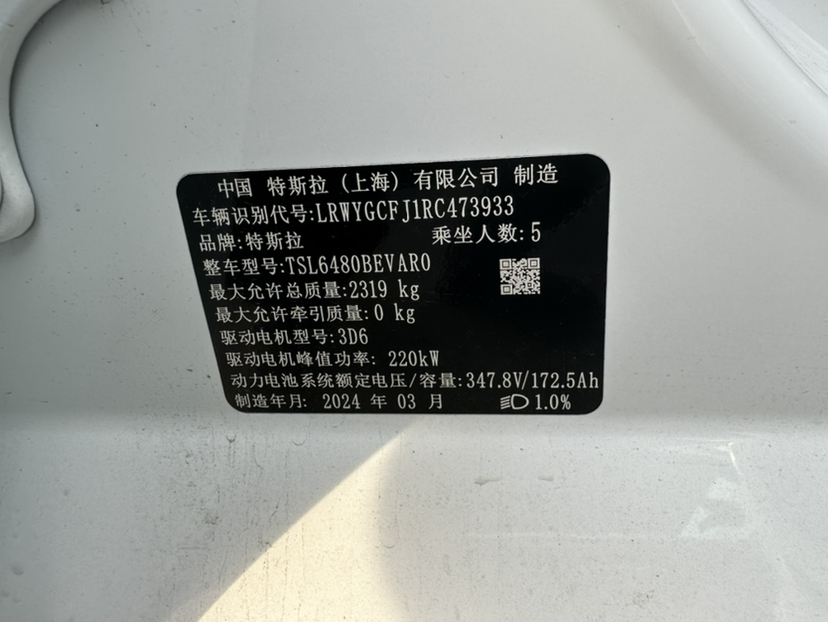 中国 特斯拉 (上海) 有限公司 制造
车辆识别代号:LRWYGCFJ1RC473933
品牌:特斯拉 乘坐人数:5
整车型号:TSL6480BEVAR0
最大允许总质量:2319 kg
最大允许牵引质量:0 kg
驱动电机型号:3D6
驱动电机峰值功率: 220kW
动力电池系统额定电压/容量:347.8V/172.5Ah
制造年月: 2024 年 03 月 1.0%